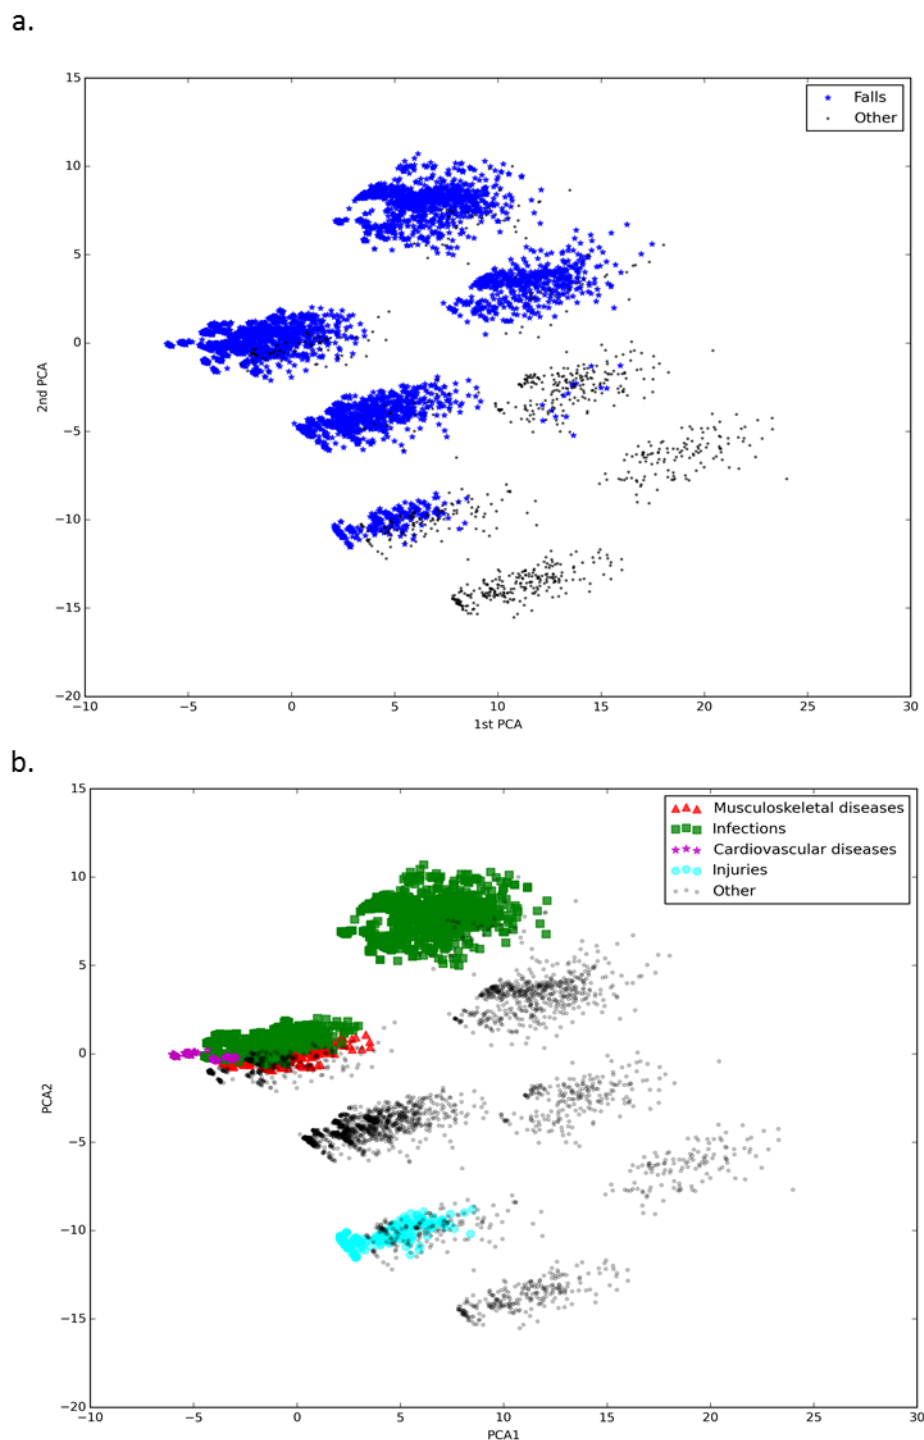 a.
15
10
5
0
−5
−10
−15
−20
2nd PCA
Falls
Other
−10 −5 0 5 10 15 20 25 30
1st PCA
b.
15
10
5
0
−5
−10
−15
−20
PCA2
Musculoskeletal diseases
Infections
Cardiovascular diseases
Injuries
Other
−10 −5 0 5 10 15 20 25 30
PCA1